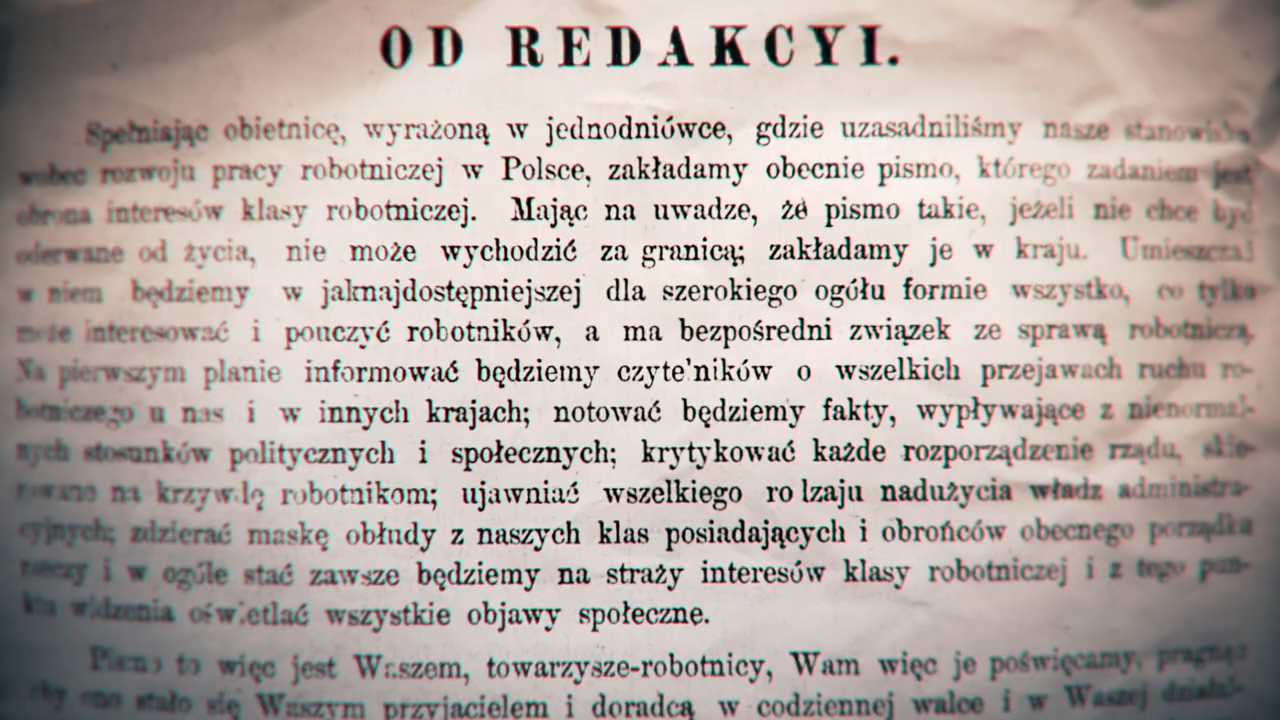 OD REDAKCYI.
Spełniając obietnicę, wyrażoną w jednodniówce, gdzie uzasadniliśmy nasze stanowisko
wobec rozwoju pracy robotniczej w Polsce, zakładamy obecnie pismo, którego zadaniem jest
obrona interesów klasy robotniczej. Mając na uwadze, że pismo takie, jeżeli nie chce być
oderwane od życia, nie może wychodzić za granicą; zakładamy je w kraju. Umieszczać
w niem będziemy w jaknajdostępniejszej dla szerokiego ogółu formie wszystko, co tylko
może interesować i pouczyć robotników, a ma bezpośredni związek ze sprawą robotniczą,
Na pierwszym planie informować będziemy czyte'ników o wszelkich przejawach ruchu ro-
botniczego u nas i w innych krajach; notować będziemy fakty, wypływające z nienormal-
nych stosunków politycznych i społecznych; krytykować każde rozporządzenie rządu, skie-
rowane na krzywdę robotnikom; ujawniać wszelkiego ro lzaju nadużycia władz administra-
cyjnych; zdzierać maskę obłudy z naszych klas posiadających i obrońców obecnego porządku
rzeczy i w ogóle stać zawsze będziemy na straży interesów klasy robotniczej i z tego pun-
ktu widzenia oświetlać wszystkie objawy społeczne.
Pismo to więc jest Waszem, towarzysze-robotnicy, Wam więc je poświęcamy, pragnąc
aby ono stało się Waszym przyjacielem i doradcą w codziennej walce i w Waszej działal-